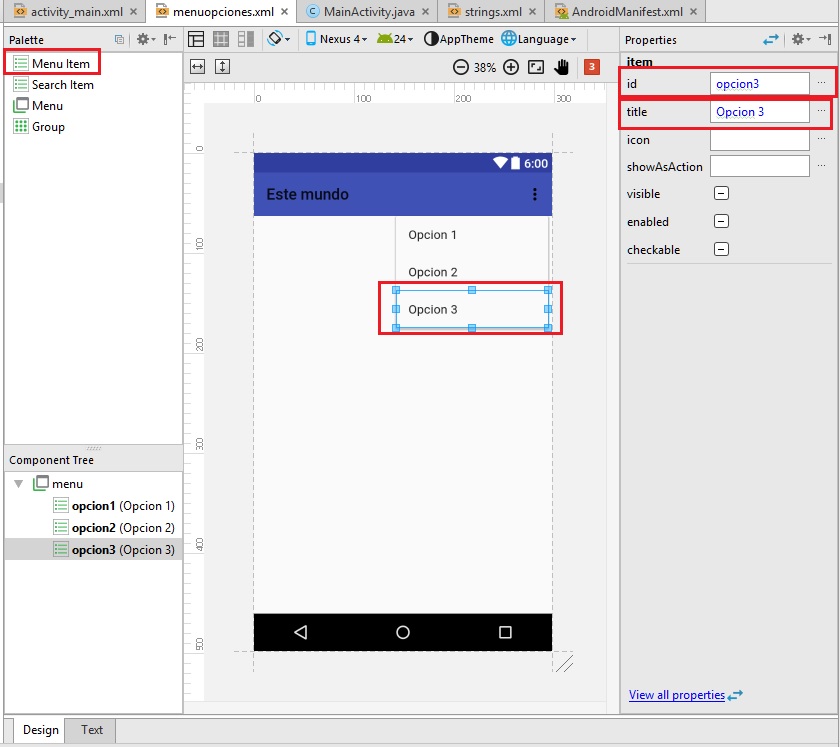 activity_main.xml menuopciones.xml MainActivity.java strings.xml AndroidManifest.xml
Palette
Menu Item
Search Item
Menu
Group
Nexus 4 24 AppTheme Language
38% 3
0 100 300
0
100
200
300
400
500
6:00
Este mundo
Opcion 1
Opcion 2
Opcion 3
Component Tree
menu
opcion1 (Opcion 1)
opcion2 (Opcion 2)
opcion3 (Opcion 3)
Properties
item
id opcion3 ...
title Opcion 3 ...
icon ...
showAsAction ...
visible
enabled
checkable
View all properties
Design Text